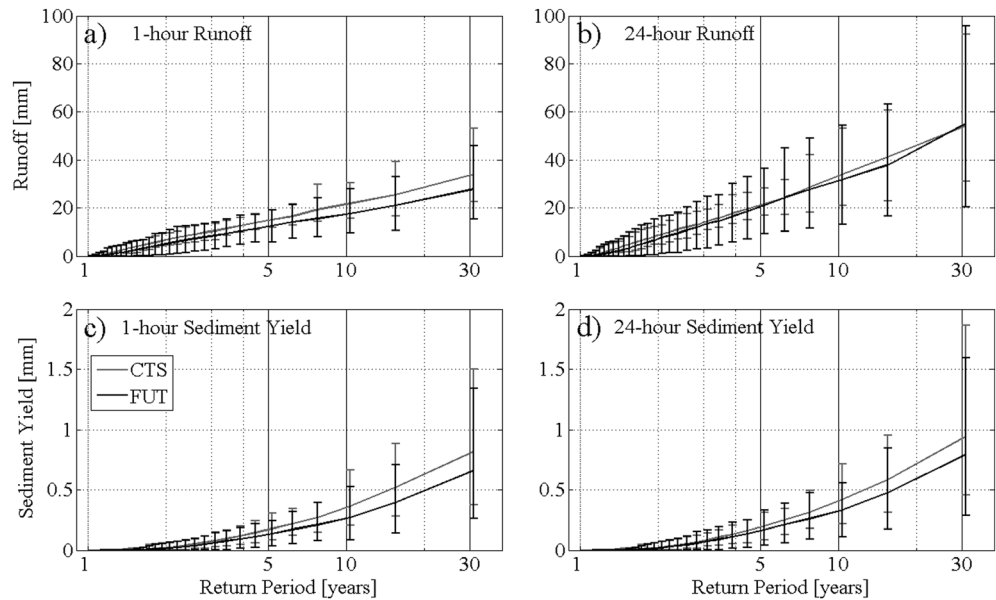 a) 1-hour Runoff
Runoff [mm]
100
80
60
40
20
0
1 5 10 30
b) 24-hour Runoff
100
80
60
40
20
0
1 5 10 30
c) 1-hour Sediment Yield
CTS
FUT
Sediment Yield [mm]
2
1.5
1
0.5
0
1 5 10 30
Return Period [years]
d) 24-hour Sediment Yield
2
1.5
1
0.5
0
1 5 10 30
Return Period [years]